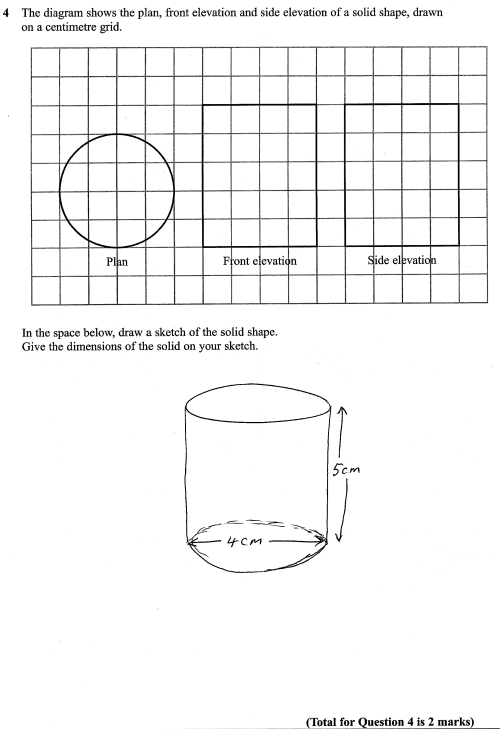 4 The diagram shows the plan, front elevation and side elevation of a solid shape, drawn
on a centimetre grid.
Plan
Front elevation
Side elevation
In the space below, draw a sketch of the solid shape.
Give the dimensions of the solid on your sketch.
5cm
4cm
(Total for Question 4 is 2 marks)